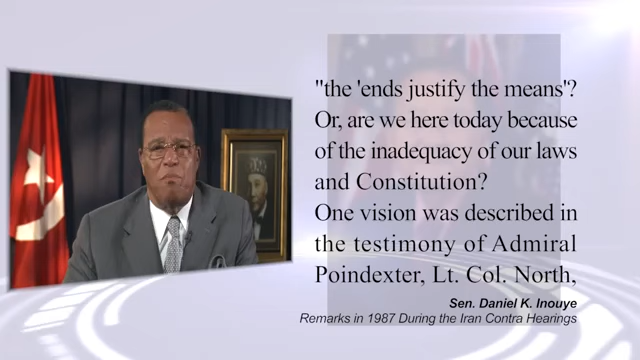 "the 'ends justify the means'?
Or, are we here today because
of the inadequacy of our laws
and Constitution?
One vision was described in
the testimony of Admiral
Poindexter, Lt. Col. North,
Sen. Daniel K. Inouye
Remarks in 1987 During the Iran Contra Hearings